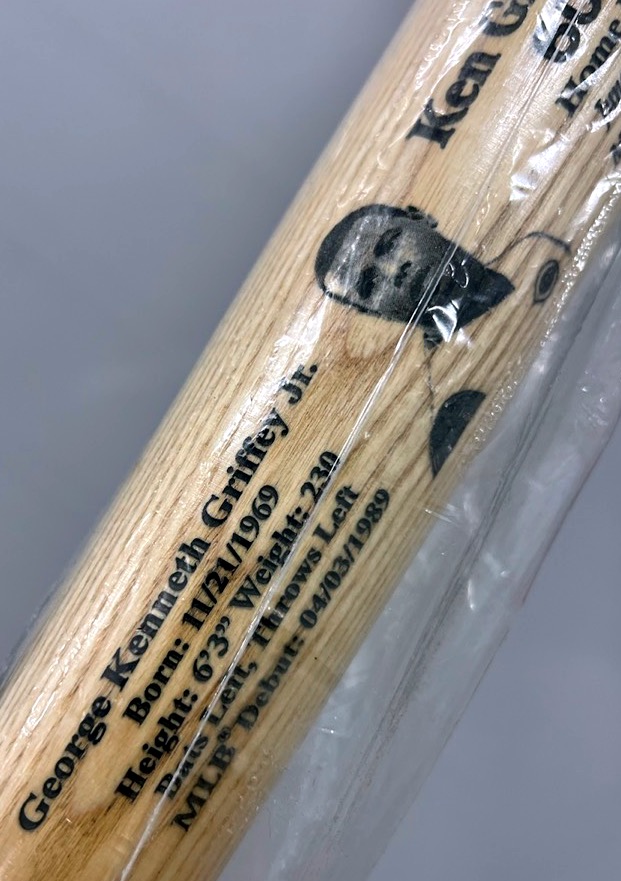 Ken G
Home
George Kenneth Griffey Jr.
Born: 11/21/1969
Height: 6'3" Weight: 230
Bats Left, Throws Left
MLB® Debut: 04/03/1989